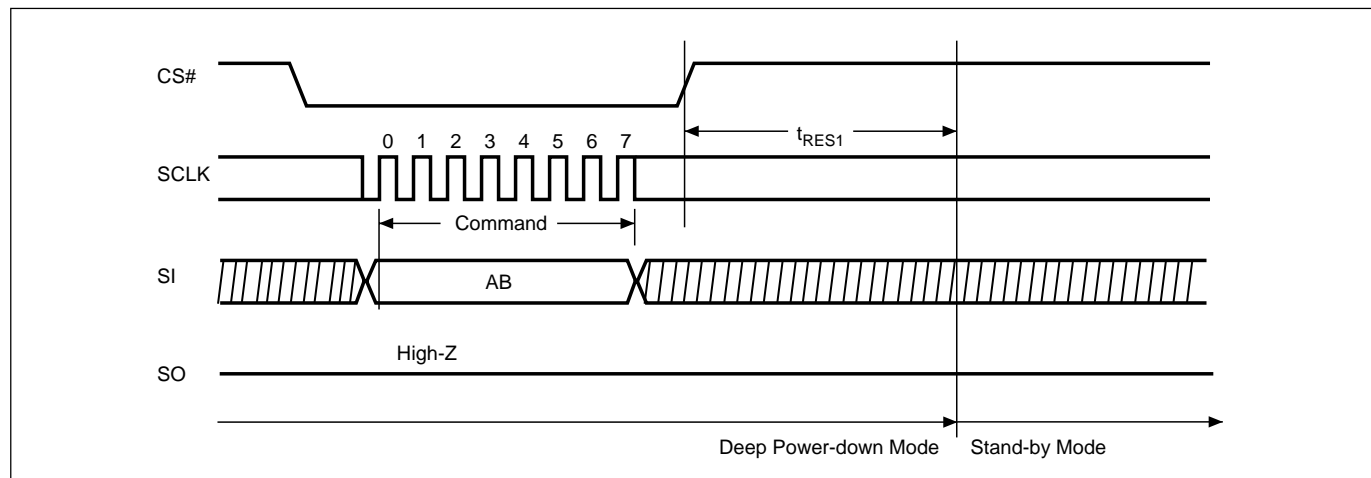 CS#
tRES1
0 1 2 3 4 5 6 7
SCLK
Command
SI
AB
High-Z
SO
Deep Power-down Mode Stand-by Mode